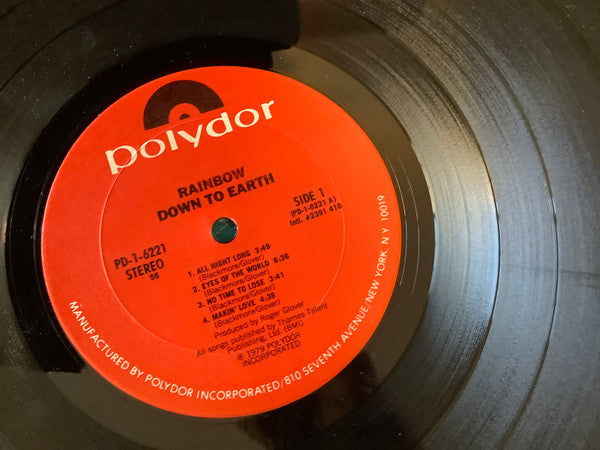 polydor
RAINBOW
DOWN TO EARTH
SIDE 1
(PD-1-6221 A)
Intl. #2391 410
PD-1-6221
STEREO
56
1. ALL NIGHT LONG 3:49
(Blackmore/Glover)
2. EYES OF THE WORLD 6:36
(Blackmore/Glover)
3. NO TIME TO LOSE 3:41
(Blackmore/Glover)
4. MAKIN' LOVE 4:36
(Blackmore/Glover)
Produced by Roger Glover
All songs published by Thames Talent
Publishing, Ltd. (BMI)
℗ 1979 POLYDOR
INCORPORATED
MANUFACTURED BY POLYDOR INCORPORATED/810 SEVENTH AVENUE/NEW YORK, N.Y. 10019